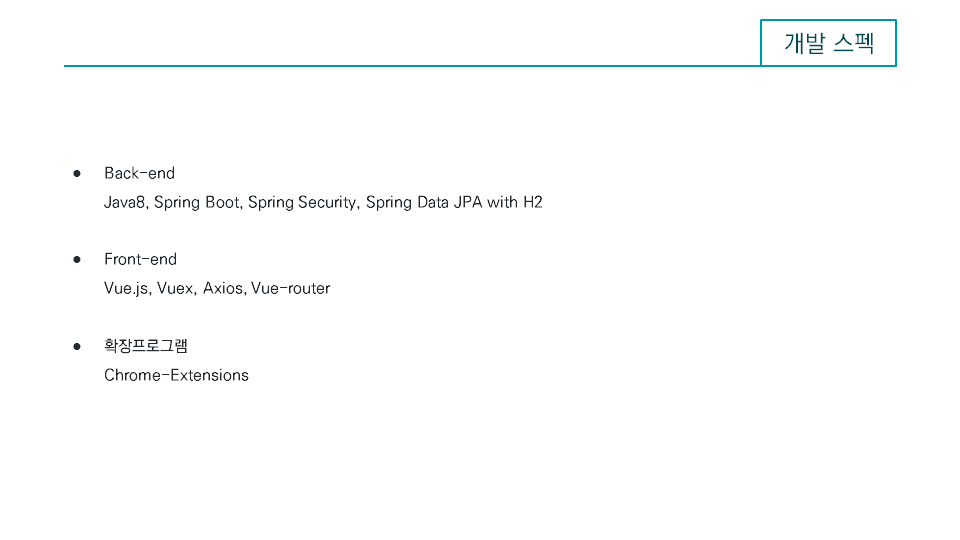 개발 스펙
● Back-end
Java8, Spring Boot, Spring Security, Spring Data JPA with H2
● Front-end
Vue.js, Vuex, Axios, Vue-router
● 확장프로그램
Chrome-Extensions